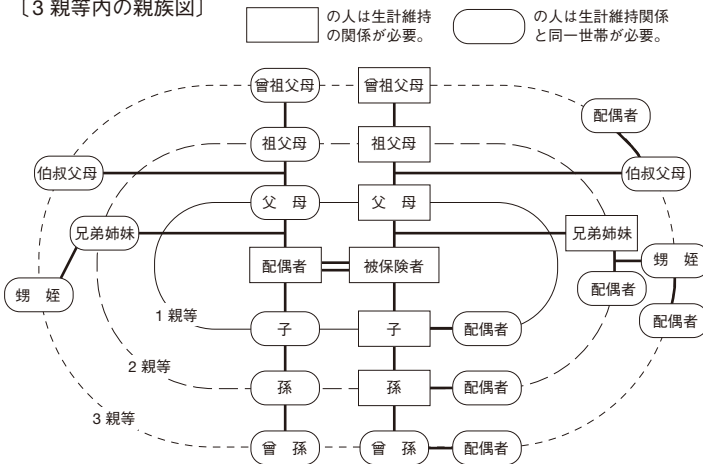 〔3 親等内の親族図〕
の人は生計維持
の関係が必要。
の人は生計維持関係
と同一世帯が必要。
曾祖父母
曾祖父母
配偶者
祖父母
祖父母
伯叔父母
伯叔父母
父 母
父 母
兄弟姉妹
兄弟姉妹
配偶者
被保険者
甥 姪
甥 姪
配偶者
配偶者
1 親等
子
子
配偶者
2 親等
孫
孫
配偶者
3 親等
曾 孫
曾 孫
配偶者